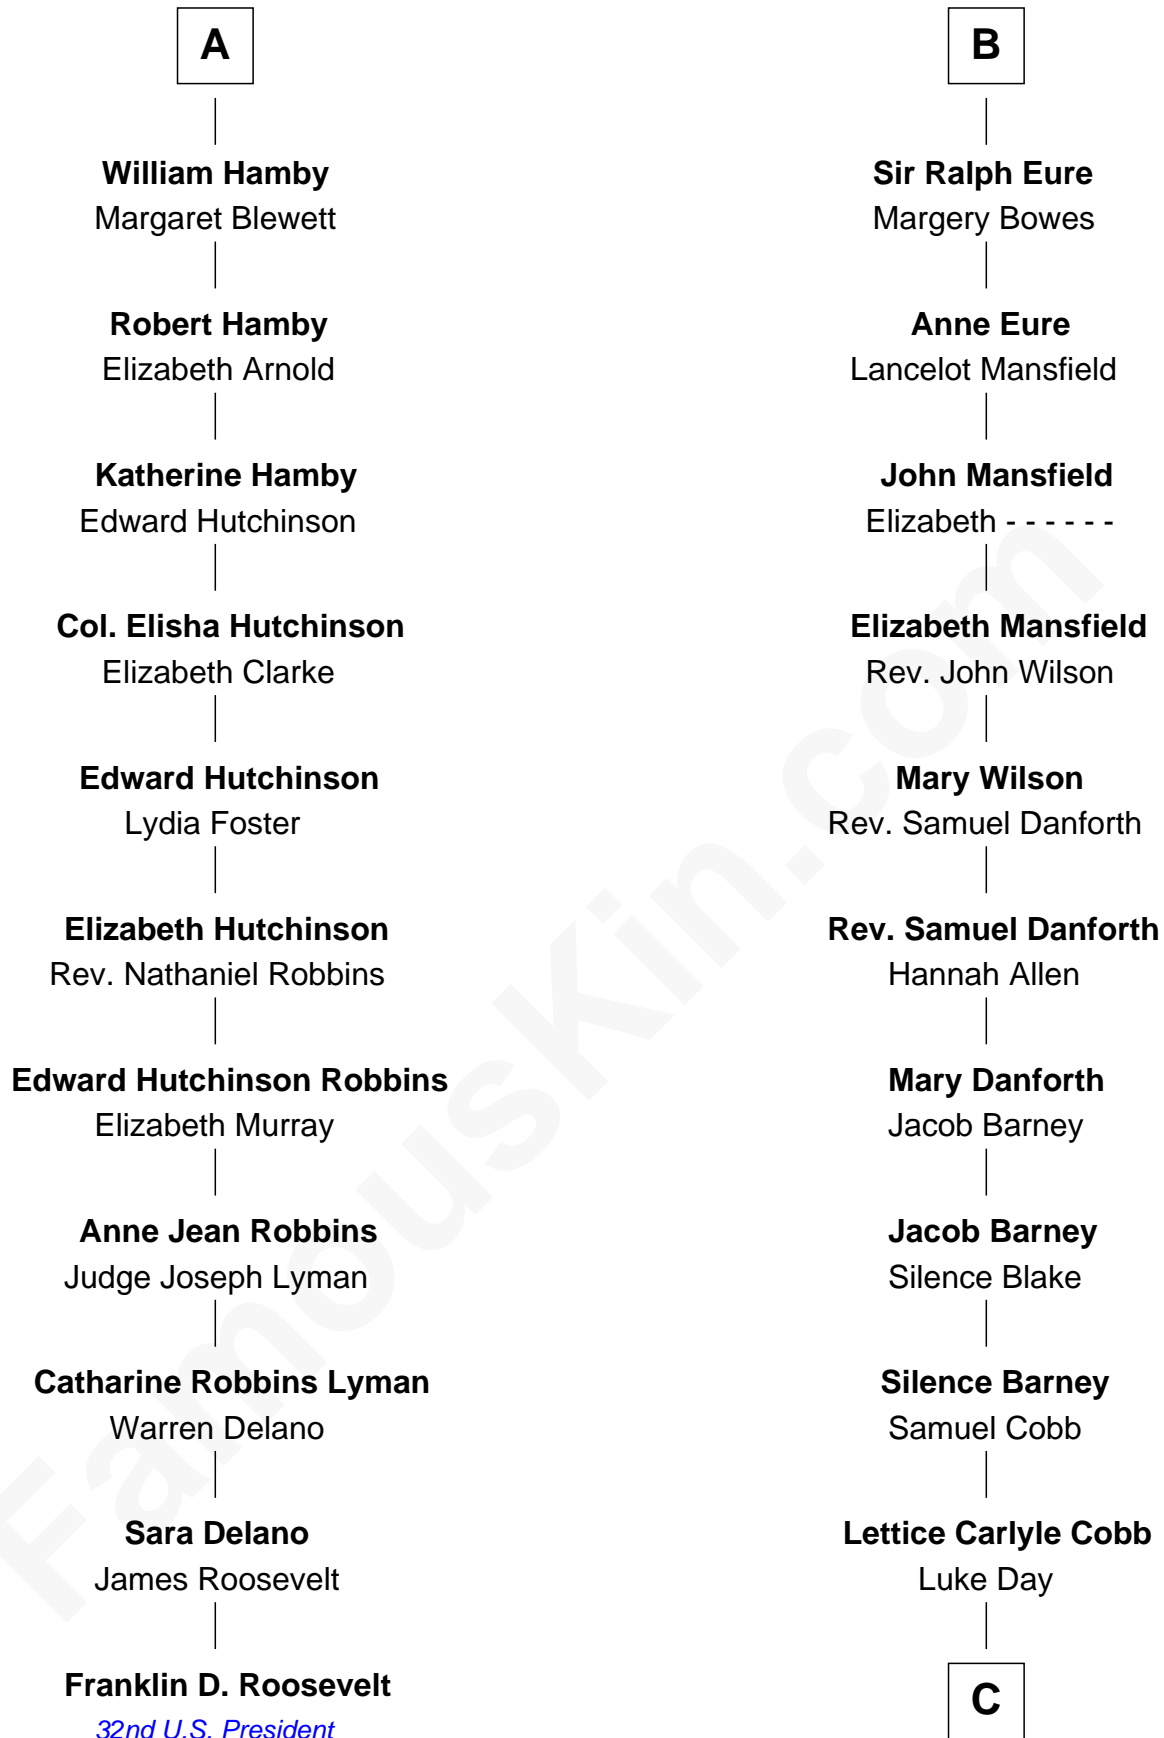 A
William Hamby
Margaret Blewett
Robert Hamby
Elizabeth Arnold
Katherine Hamby
Edward Hutchinson
Col. Elisha Hutchinson
Elizabeth Clarke
Edward Hutchinson
Lydia Foster
Elizabeth Hutchinson
Rev. Nathaniel Robbins
Edward Hutchinson Robbins
Elizabeth Murray
Anne Jean Robbins
Judge Joseph Lyman
Catharine Robbins Lyman
Warren Delano
Sara Delano
James Roosevelt
Franklin D. Roosevelt
32nd U.S. President
B
Sir Ralph Eure
Margery Bowes
Anne Eure
Lancelot Mansfield
John Mansfield
Elizabeth - - - - - -
Elizabeth Mansfield
Rev. John Wilson
Mary Wilson
Rev. Samuel Danforth
Rev. Samuel Danforth
Hannah Allen
Mary Danforth
Jacob Barney
Jacob Barney
Silence Blake
Silence Barney
Samuel Cobb
Lettice Carlyle Cobb
Luke Day
C
FamousKin.com